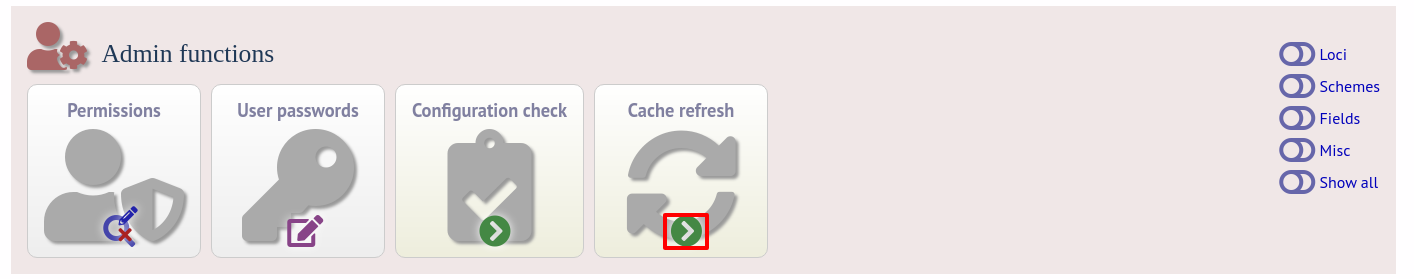 Admin functions
Permissions
User passwords
Configuration check
Cache refresh
Loci
Schemes
Fields
Misc
Show all